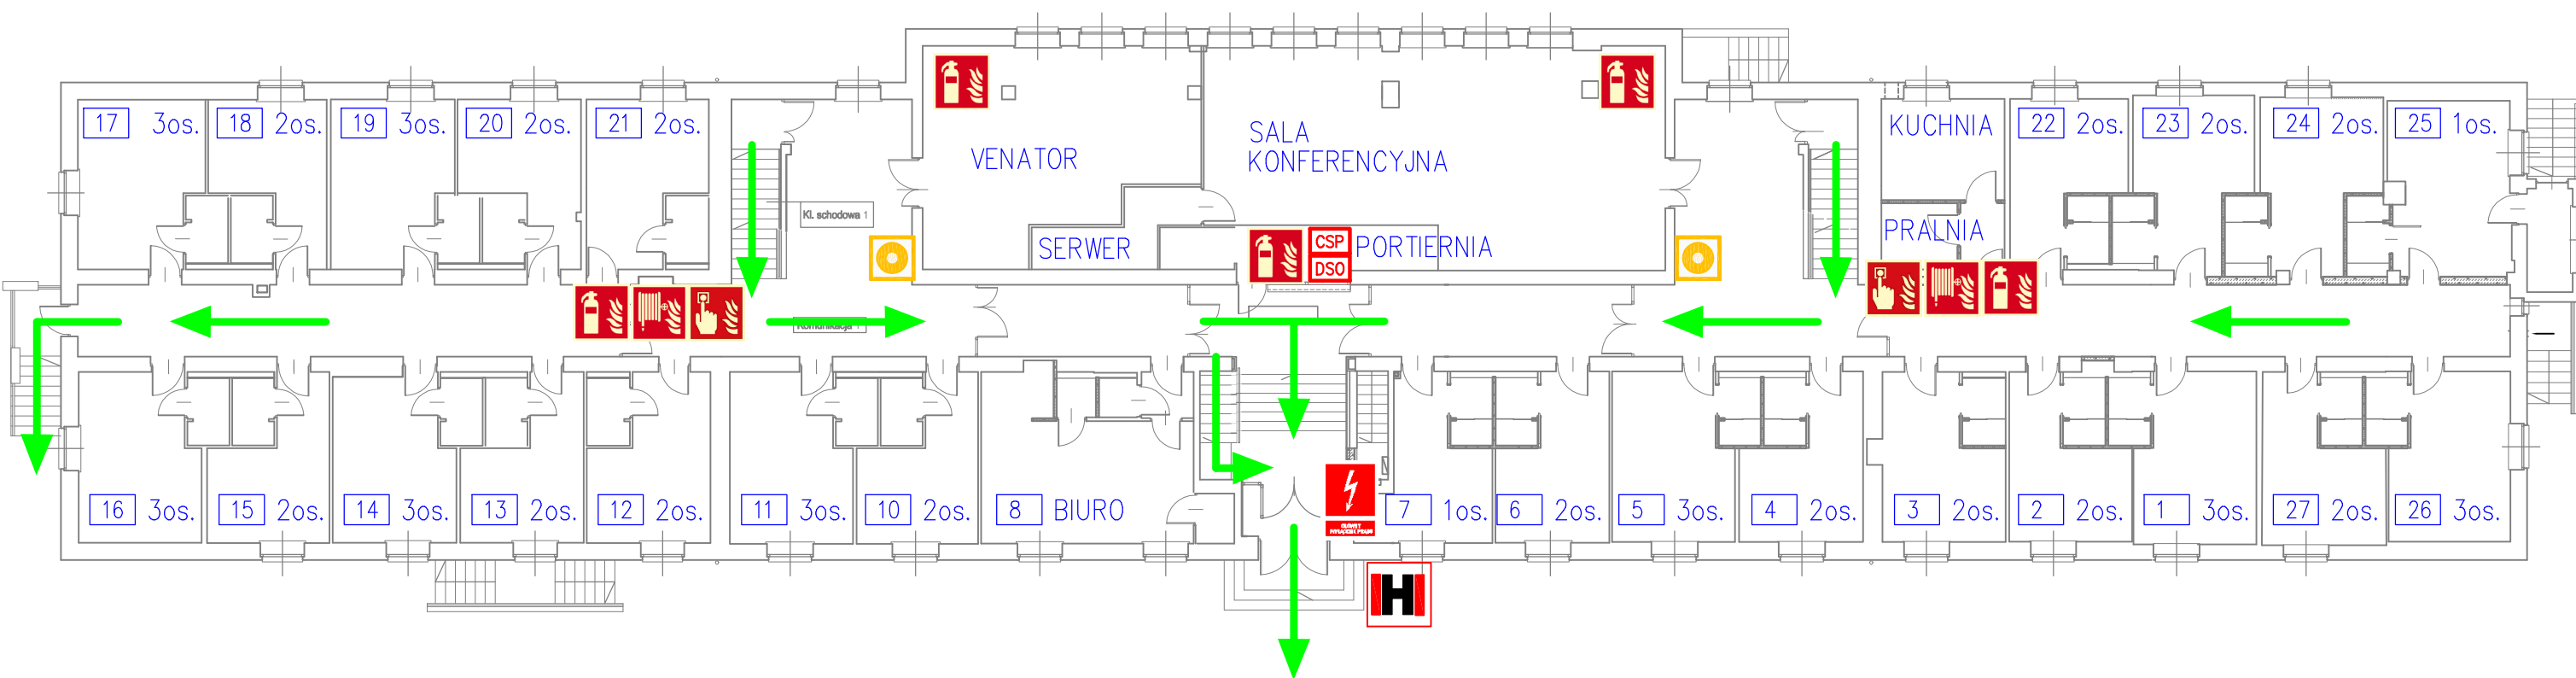 17 3os.
18 2os.
19 3os.
20 2os.
21 2os.
VENATOR
SALA
KONFERENCYJNA
KUCHNIA
22 2os.
23 2os.
24 2os.
25 1os.
Kl. schodowa 1
SERWER
CSP
DSO
PORTIERNIA
PRALNIA
Komunikacja 1
16 3os.
15 2os.
14 3os.
13 2os.
12 2os.
11 3os.
10 2os.
8 BIURO
7 1os.
6 2os.
5 3os.
4 2os.
3 2os.
2 2os.
1 3os.
27 2os.
26 3os.
H